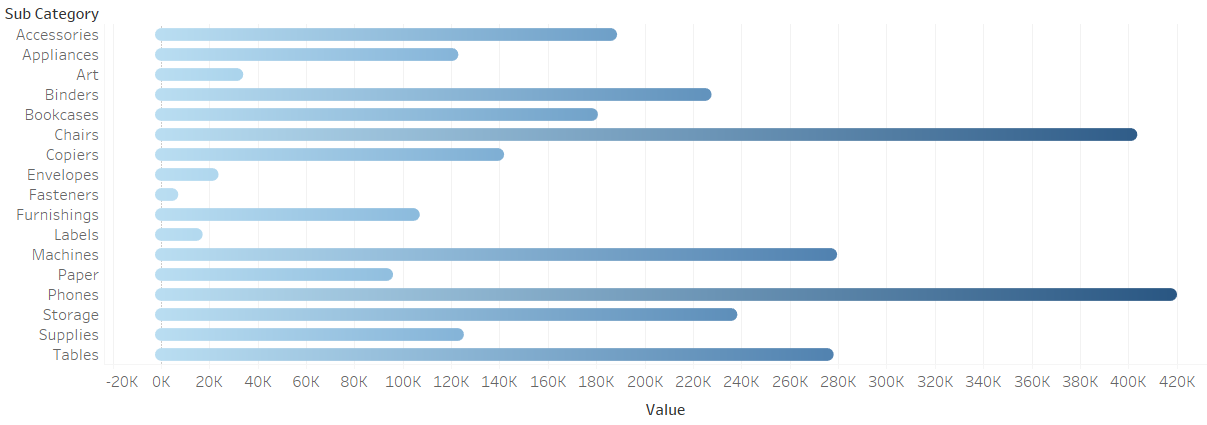 Sub Category
Accessories
Appliances
Art
Binders
Bookcases
Chairs
Copiers
Envelopes
Fasteners
Furnishings
Labels
Machines
Paper
Phones
Storage
Supplies
Tables
-20K 0K 20K 40K 60K 80K 100K 120K 140K 160K 180K 200K 220K 240K 260K 280K 300K 320K 340K 360K 380K 400K 420K
Value